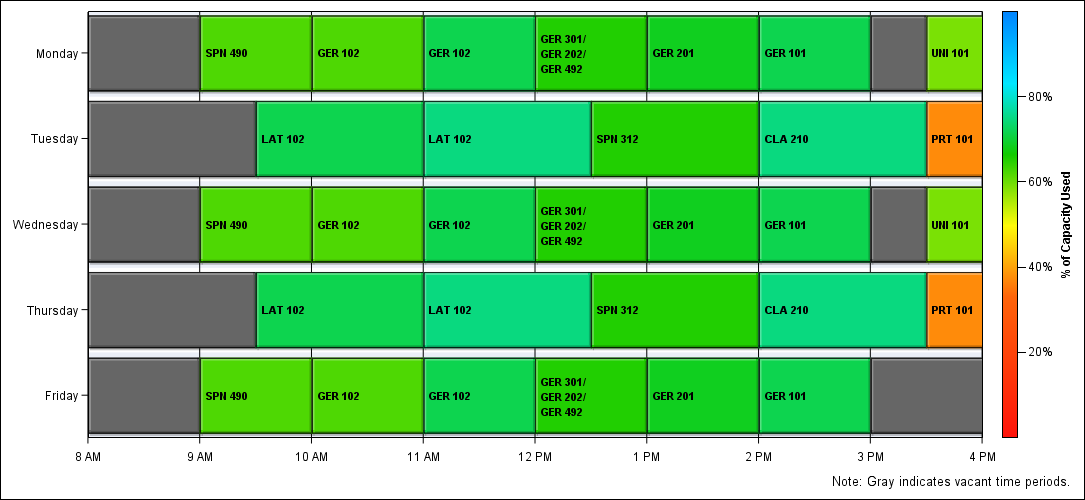 Monday
SPN 490
GER 102
GER 102
GER 301/
GER 202/
GER 492
GER 201
GER 101
UNI 101
Tuesday
LAT 102
LAT 102
SPN 312
CLA 210
PRT 101
Wednesday
SPN 490
GER 102
GER 102
GER 301/
GER 202/
GER 492
GER 201
GER 101
UNI 101
Thursday
LAT 102
LAT 102
SPN 312
CLA 210
PRT 101
Friday
SPN 490
GER 102
GER 102
GER 301/
GER 202/
GER 492
GER 201
GER 101
8 AM
9 AM
10 AM
11 AM
12 PM
1 PM
2 PM
3 PM
4 PM
80%
60%
40%
20%
% of Capacity Used
Note: Gray indicates vacant time periods.